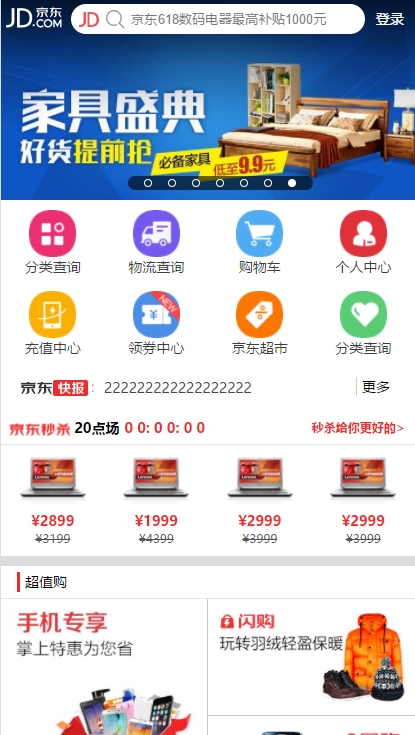 JD 京东 .COM
JD 京东618数码电器最高补贴1000元
登录
家具盛典
好货提前抢
必备家具 低至9.9元
分类查询 物流查询 购物车 个人中心
NEW
充值中心 领券中心 京东超市 分类查询
京东快报 : 222222222222222222 更多
京东秒杀 20点场 0 0: 0 0: 0 0 秒杀给你更好的>
¥2899 ¥1999 ¥2999 ¥2999
¥3199 ¥4399 ¥3999 ¥3999
超值购
手机专享
掌上特惠为您省
闪购
玩转羽绒轻盈保暖